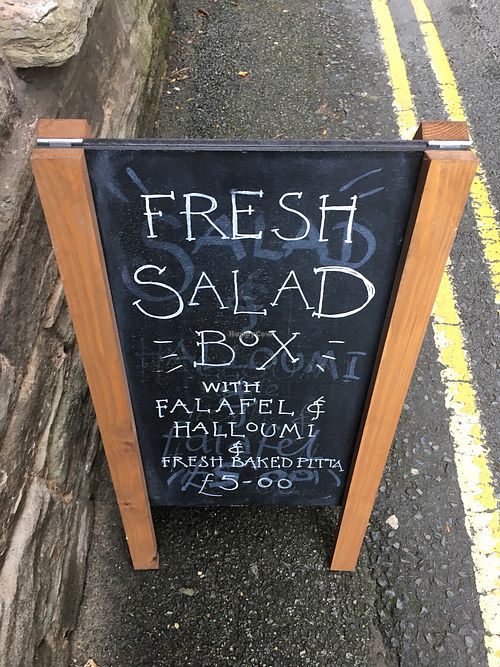 FRESH
SALAD
BOX
WITH
FALAFEL &
HALLOUMI
&
FRESH BAKED PITTA
£5-00